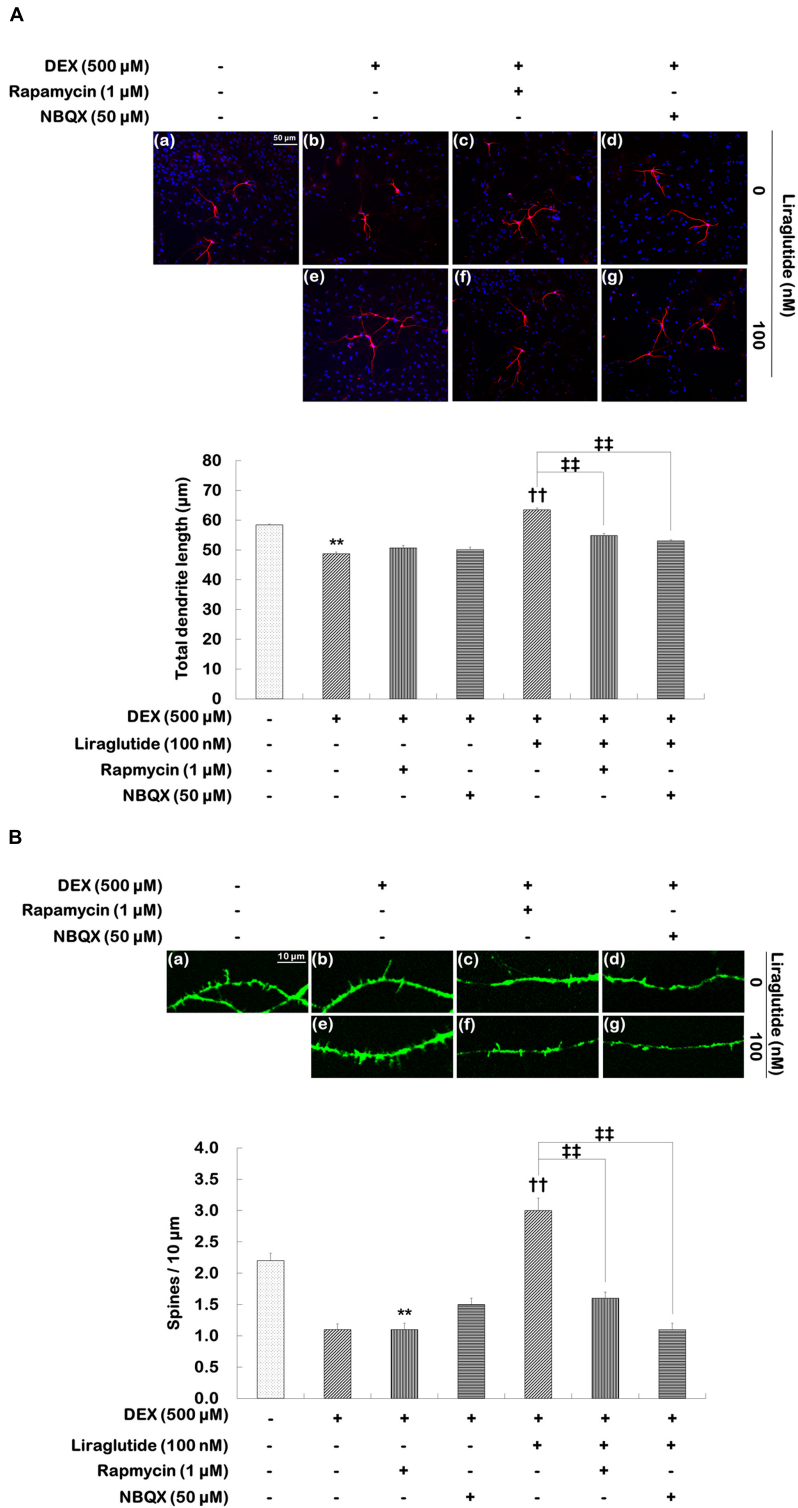 A
DEX (500 µM) - + + +
Rapamycin (1 µM) - - + -
NBQX (50 µM) - - - +
(a) 50 µm (b) (c) (d) 0
(e) (f) (g) 100
Liraglutide (nM)
‡‡
‡‡
††
**
Total dendrite length (µm)
80
70
60
50
40
30
20
10
0
DEX (500 µM) - + + + + + +
Liraglutide (100 nM) - - - - + + +
Rapmycin (1 µM) - - + - - + -
NBQX (50 µM) - - - + - - +
B
DEX (500 µM) - + + +
Rapamycin (1 µM) - - + -
NBQX (50 µM) - - - +
(a) 10 µm (b) (c) (d) 0
(e) (f) (g) 100
Liraglutide (nM)
‡‡
‡‡
††
**
Spines / 10 µm
4.0
3.5
3.0
2.5
2.0
1.5
1.0
0.5
0.0
DEX (500 µM) - + + + + + +
Liraglutide (100 nM) - - - - + + +
Rapmycin (1 µM) - - + - - + -
NBQX (50 µM) - - - + - - +